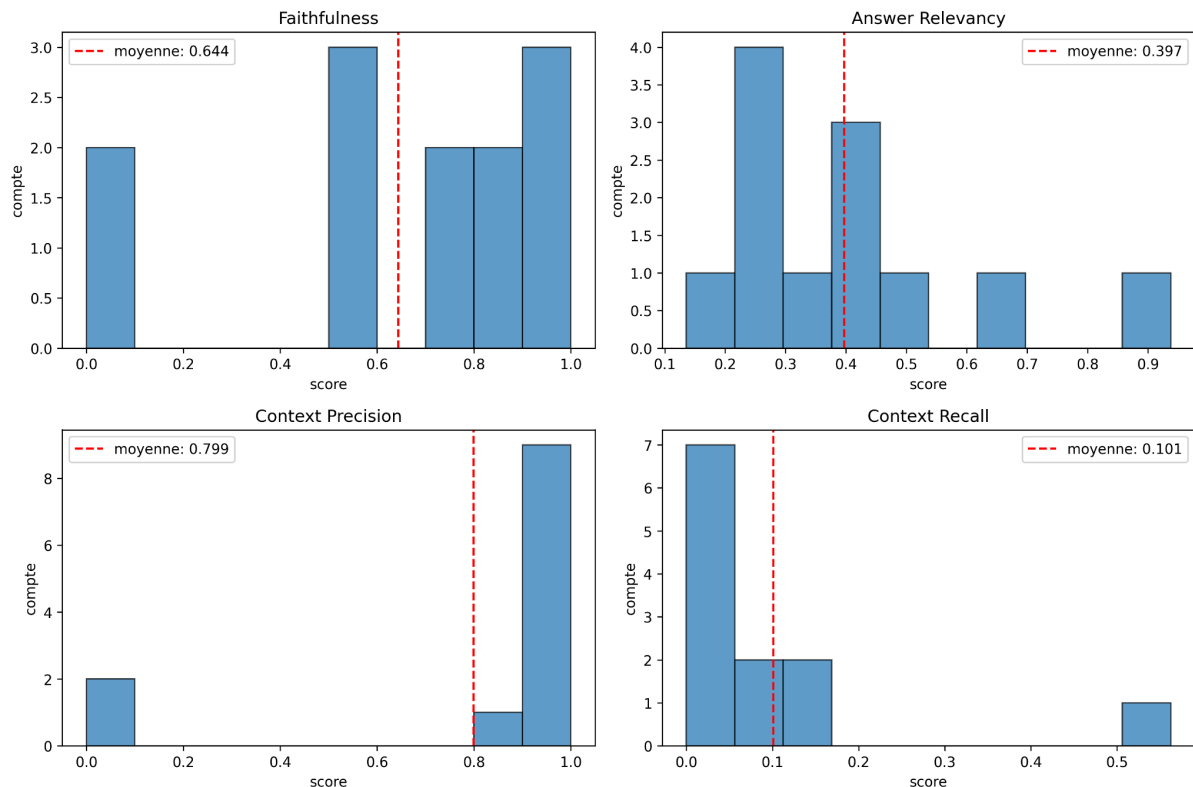 Faithfulness
moyenne: 0.644
3.0
2.5
2.0
1.5
1.0
0.5
0.0
compte
0.0 0.2 0.4 0.6 0.8 1.0
score
Answer Relevancy
moyenne: 0.397
4.0
3.5
3.0
2.5
2.0
1.5
1.0
0.5
0.0
compte
0.1 0.2 0.3 0.4 0.5 0.6 0.7 0.8 0.9
score
Context Precision
moyenne: 0.799
8
6
4
2
0
compte
0.0 0.2 0.4 0.6 0.8 1.0
score
Context Recall
moyenne: 0.101
7
6
5
4
3
2
1
0
compte
0.0 0.1 0.2 0.3 0.4 0.5
score